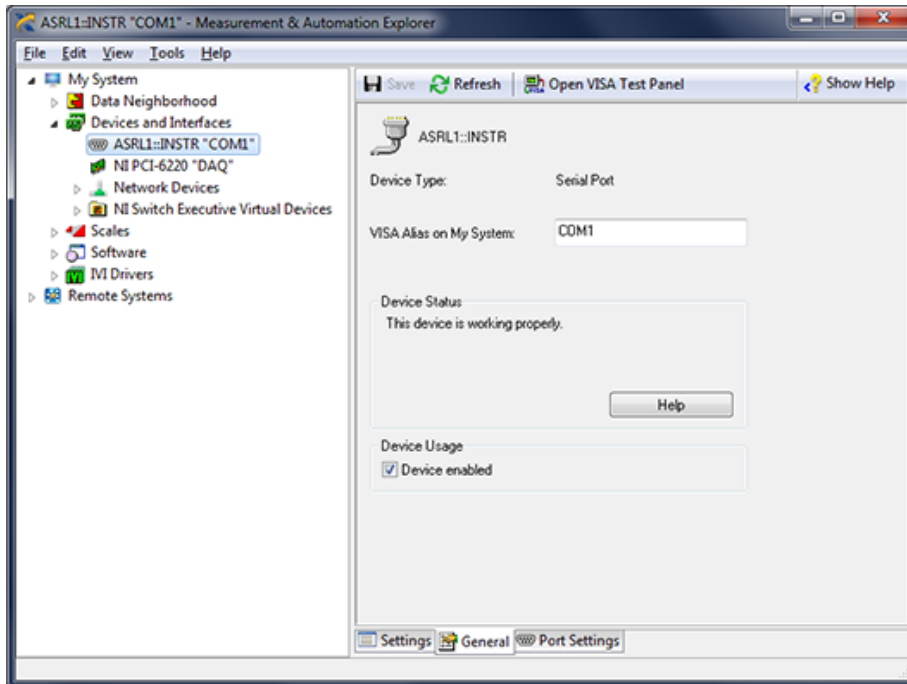 ASRL1::INSTR "COM1" - Measurement & Automation Explorer
File Edit View Tools Help
My System
Data Neighborhood
Devices and Interfaces
ASRL1::INSTR "COM1"
NI PCI-6220 "DAQ"
Network Devices
NI Switch Executive Virtual Devices
Scales
Software
IVI Drivers
Remote Systems
Save Refresh Open VISA Test Panel Show Help
ASRL1::INSTR
Device Type: Serial Port
VISA Alias on My System: COM1
Device Status
This device is working properly.
Help
Device Usage
Device enabled
Settings General Port Settings